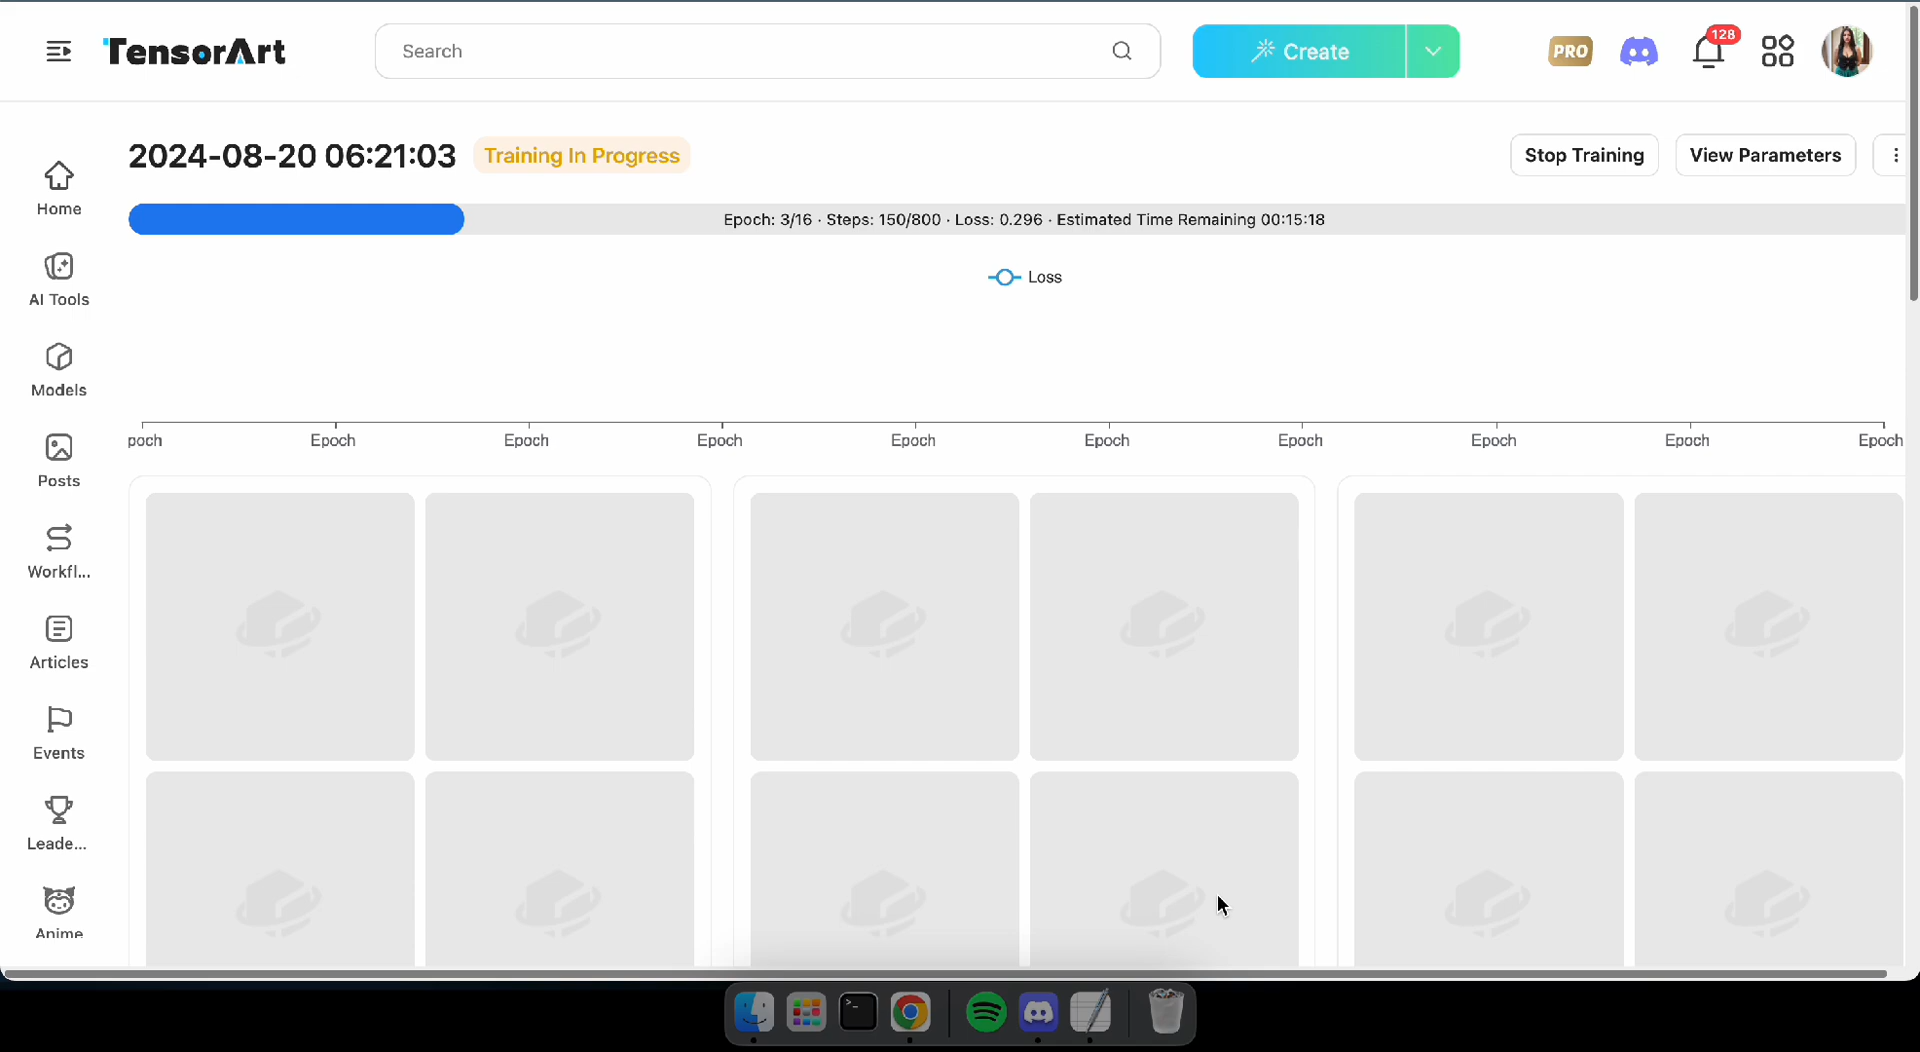 TensorArt
Search
Create
PRO
128
2024-08-20 06:21:03
Training In Progress
Stop Training
View Parameters
Epoch: 3/16 · Steps: 150/800 · Loss: 0.296 · Estimated Time Remaining 00:15:18
Loss
poch
Epoch
Epoch
Epoch
Epoch
Epoch
Epoch
Epoch
Epoch
Epoch
Home
AI Tools
Models
Posts
Workfl...
Articles
Events
Leade...
Anime